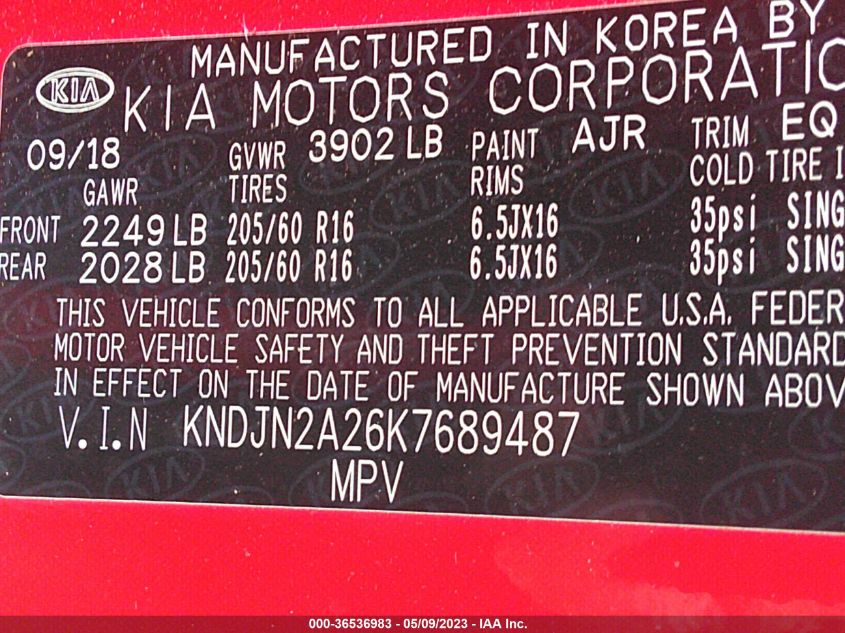 MANUFACTURED IN KOREA BY
KIA
KIA MOTORS CORPORATIO
09/18 GVWR 3902 LB PAINT AJR TRIM EQ
GAWR TIRES RIMS COLD TIRE I
FRONT 2249 LB 205/60 R16 6.5JX16 35psi SING
REAR 2028 LB 205/60 R16 6.5JX16 35psi SING
THIS VEHICLE CONFORMS TO ALL APPLICABLE U.S.A. FEDER
MOTOR VEHICLE SAFETY AND THEFT PREVENTION STANDARD
IN EFFECT ON THE DATE OF MANUFACTURE SHOWN ABOV
V.I.N KNDJN2A26K7689487
MPV
000-36536983 - 05/09/2023 - IAA Inc.